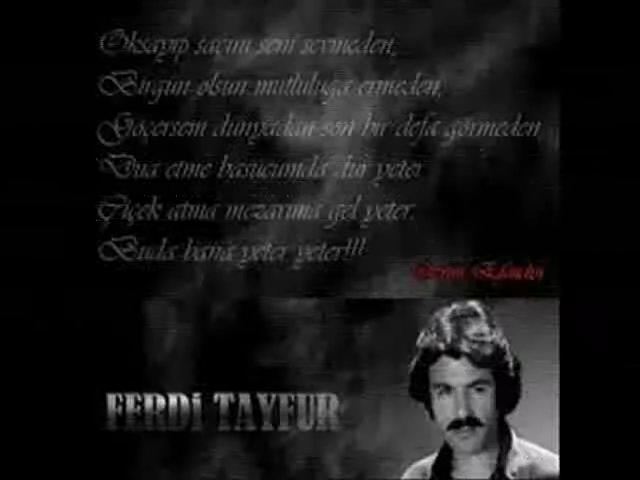 Okşayıp saçını seni sevmeden,
Birgün olsun mutluluğa ermeden,
Göçersem dünyadan son bir defa görmeden
Dua etme başucumda dur yeter
Çiçek atma mezarıma gel yeter.
Buda bana yeter yeter!!!
FERDİ TAYFUR